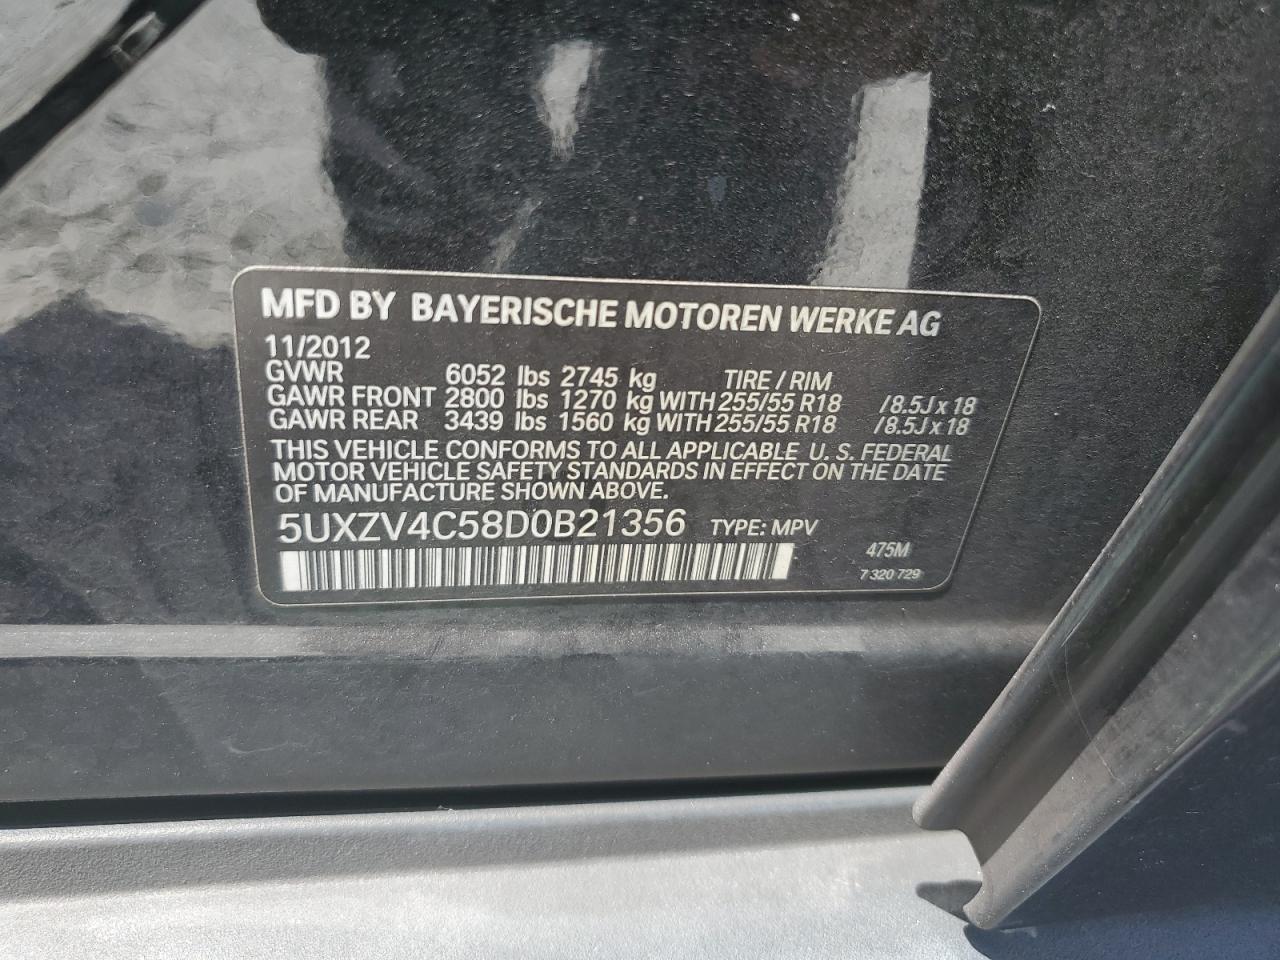 MFD BY BAYERISCHE MOTOREN WERKE AG
11/2012
GVWR 6052 lbs 2745 kg TIRE / RIM
GAWR FRONT 2800 lbs 1270 kg WITH 255/55 R18 /8.5J x 18
GAWR REAR 3439 lbs 1560 kg WITH 255/55 R18 /8.5J x 18
THIS VEHICLE CONFORMS TO ALL APPLICABLE U. S. FEDERAL
MOTOR VEHICLE SAFETY STANDARDS IN EFFECT ON THE DATE
OF MANUFACTURE SHOWN ABOVE.
5UXZV4C58D0B21356 TYPE: MPV
475M
7 320 729